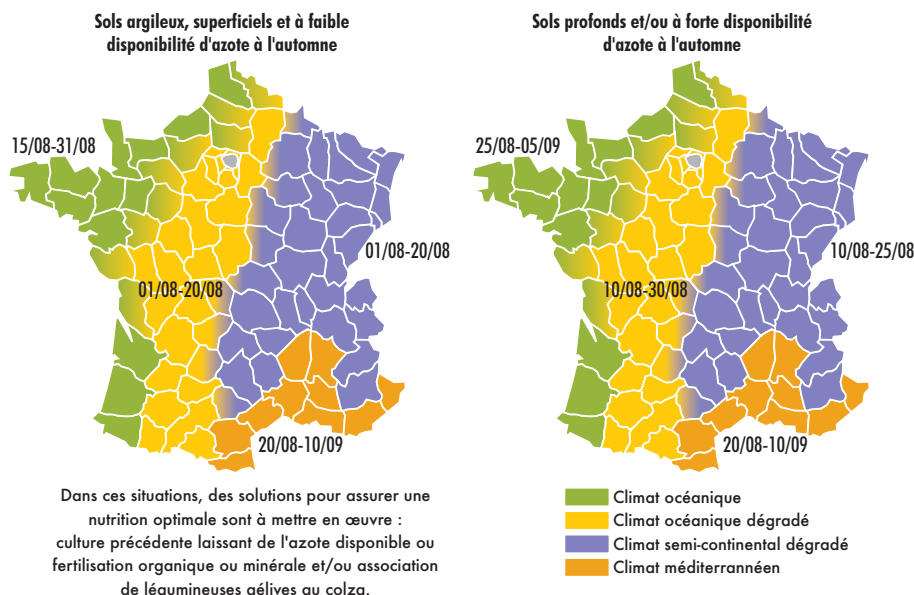 Sols argileux, superficiels et à faible
disponibilité d'azote à l'automne
15/08-31/08
01/08-20/08
01/08-20/08
20/08-10/09
Dans ces situations, des solutions pour assurer une
nutrition optimale sont à mettre en œuvre :
culture précédente laissant de l'azote disponible ou
fertilisation organique ou minérale et/ou association
de légumineuses gélives au colza.
Sols profonds et/ou à forte disponibilité
d'azote à l'automne
25/08-05/09
10/08-25/08
10/08-30/08
20/08-10/09
Climat océanique
Climat océanique dégradé
Climat semi-continental dégradé
Climat méditerrannéen